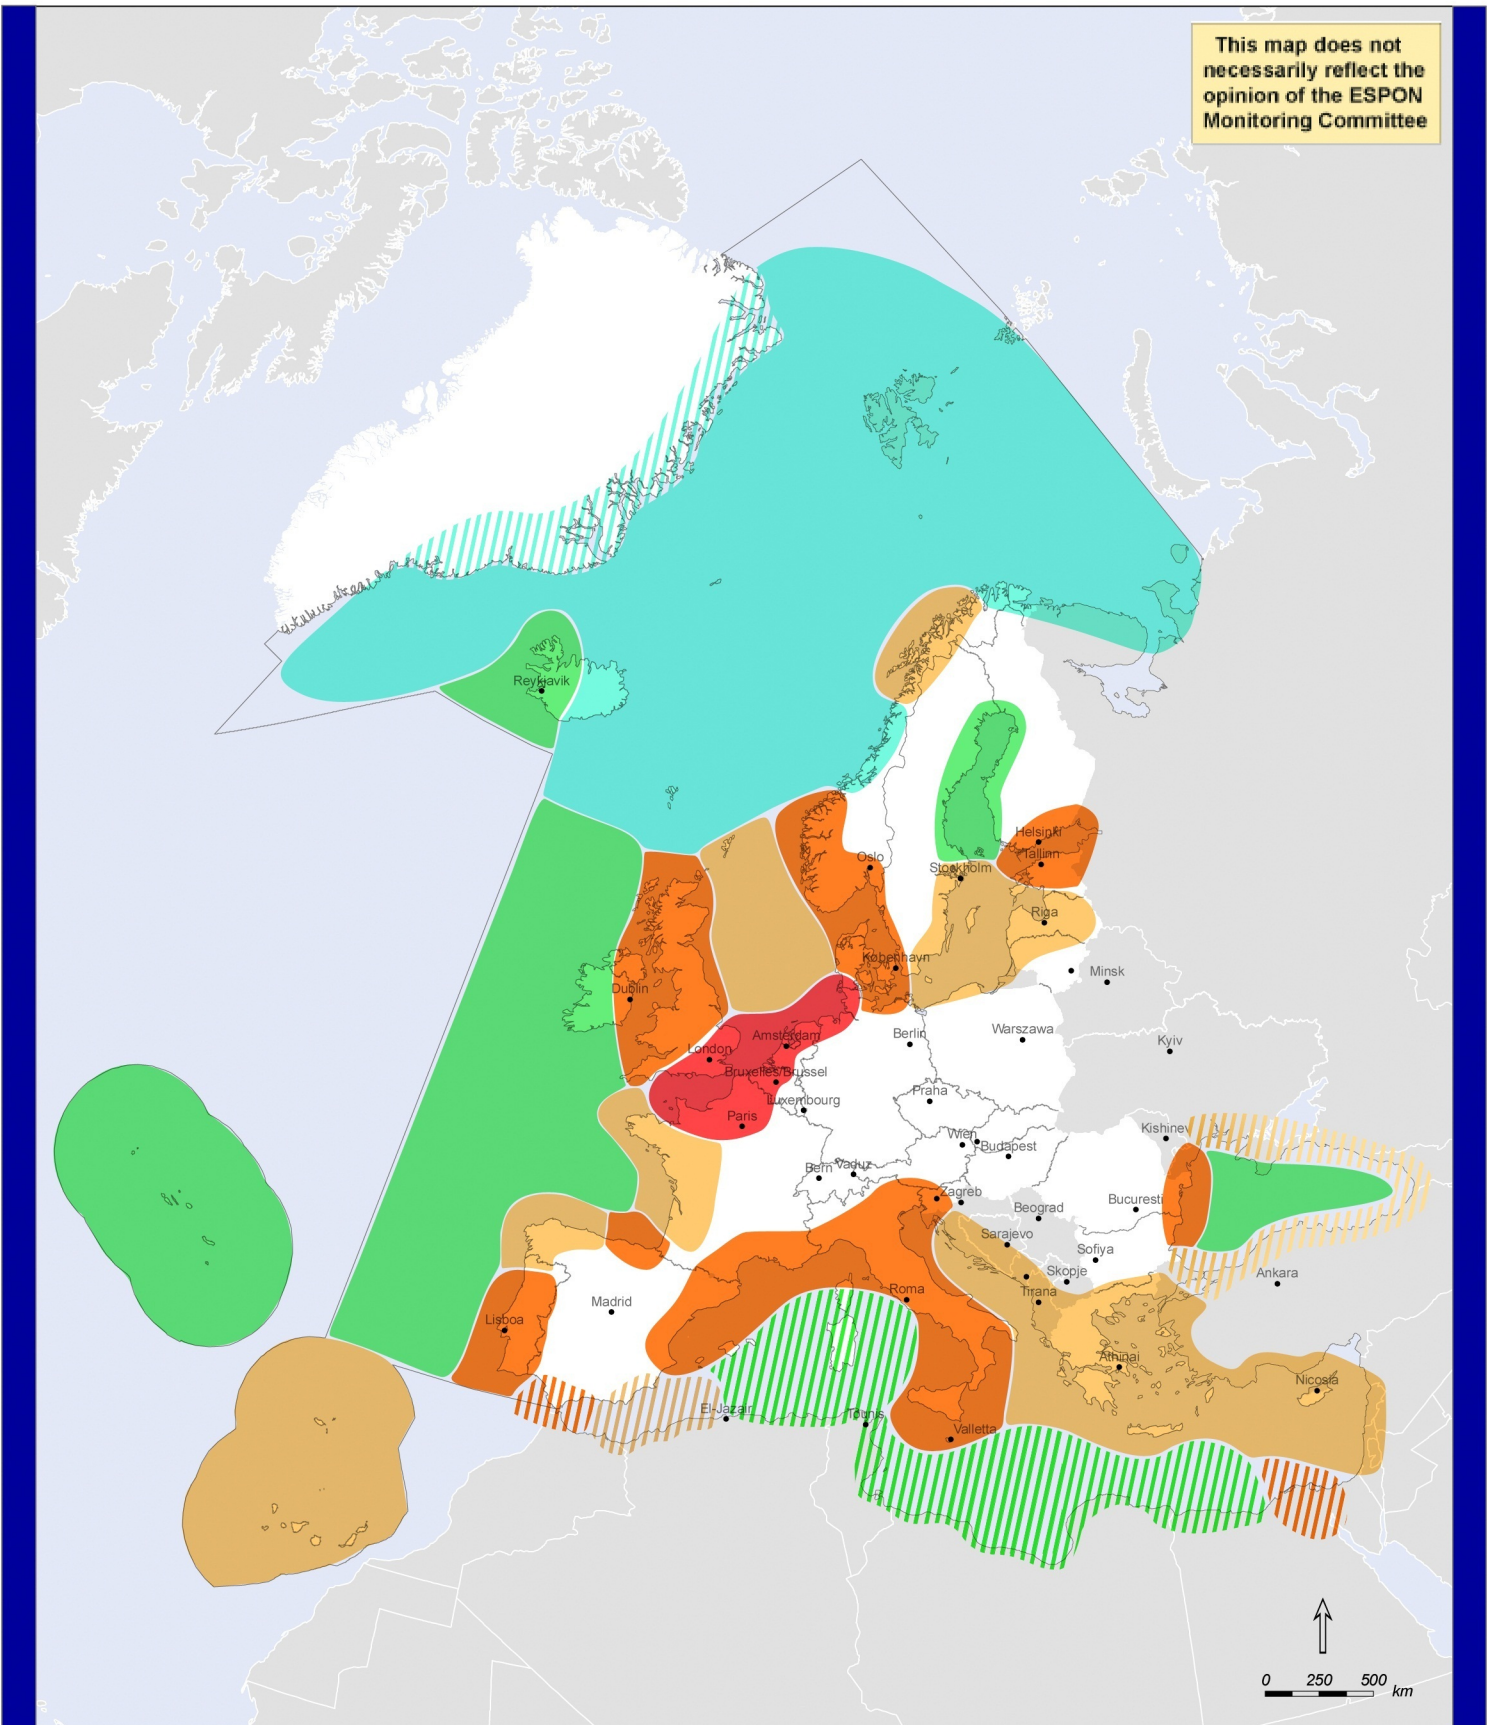 This map does not
necessarily reflect the
opinion of the ESPON
Monitoring Committee
Reykjavik
Helsinki
Tallinn
Oslo
Stockholm
Riga
København
Minsk
Dublin
Amsterdam
Berlin
Warszawa
London
Kyiv
Bruxelles/Brussel
Luxembourg
Praha
Paris
Kishinev
Wien
Budapest
Bern
Vaduz
Zagreb
Bucuresti
Beograd
Sarajevo
Sofiya
Skopje
Ankara
Roma
Tirana
Madrid
Lisboa
Athinai
Nicosia
El-Jazair
Tounis
Valletta
0 250 500
km